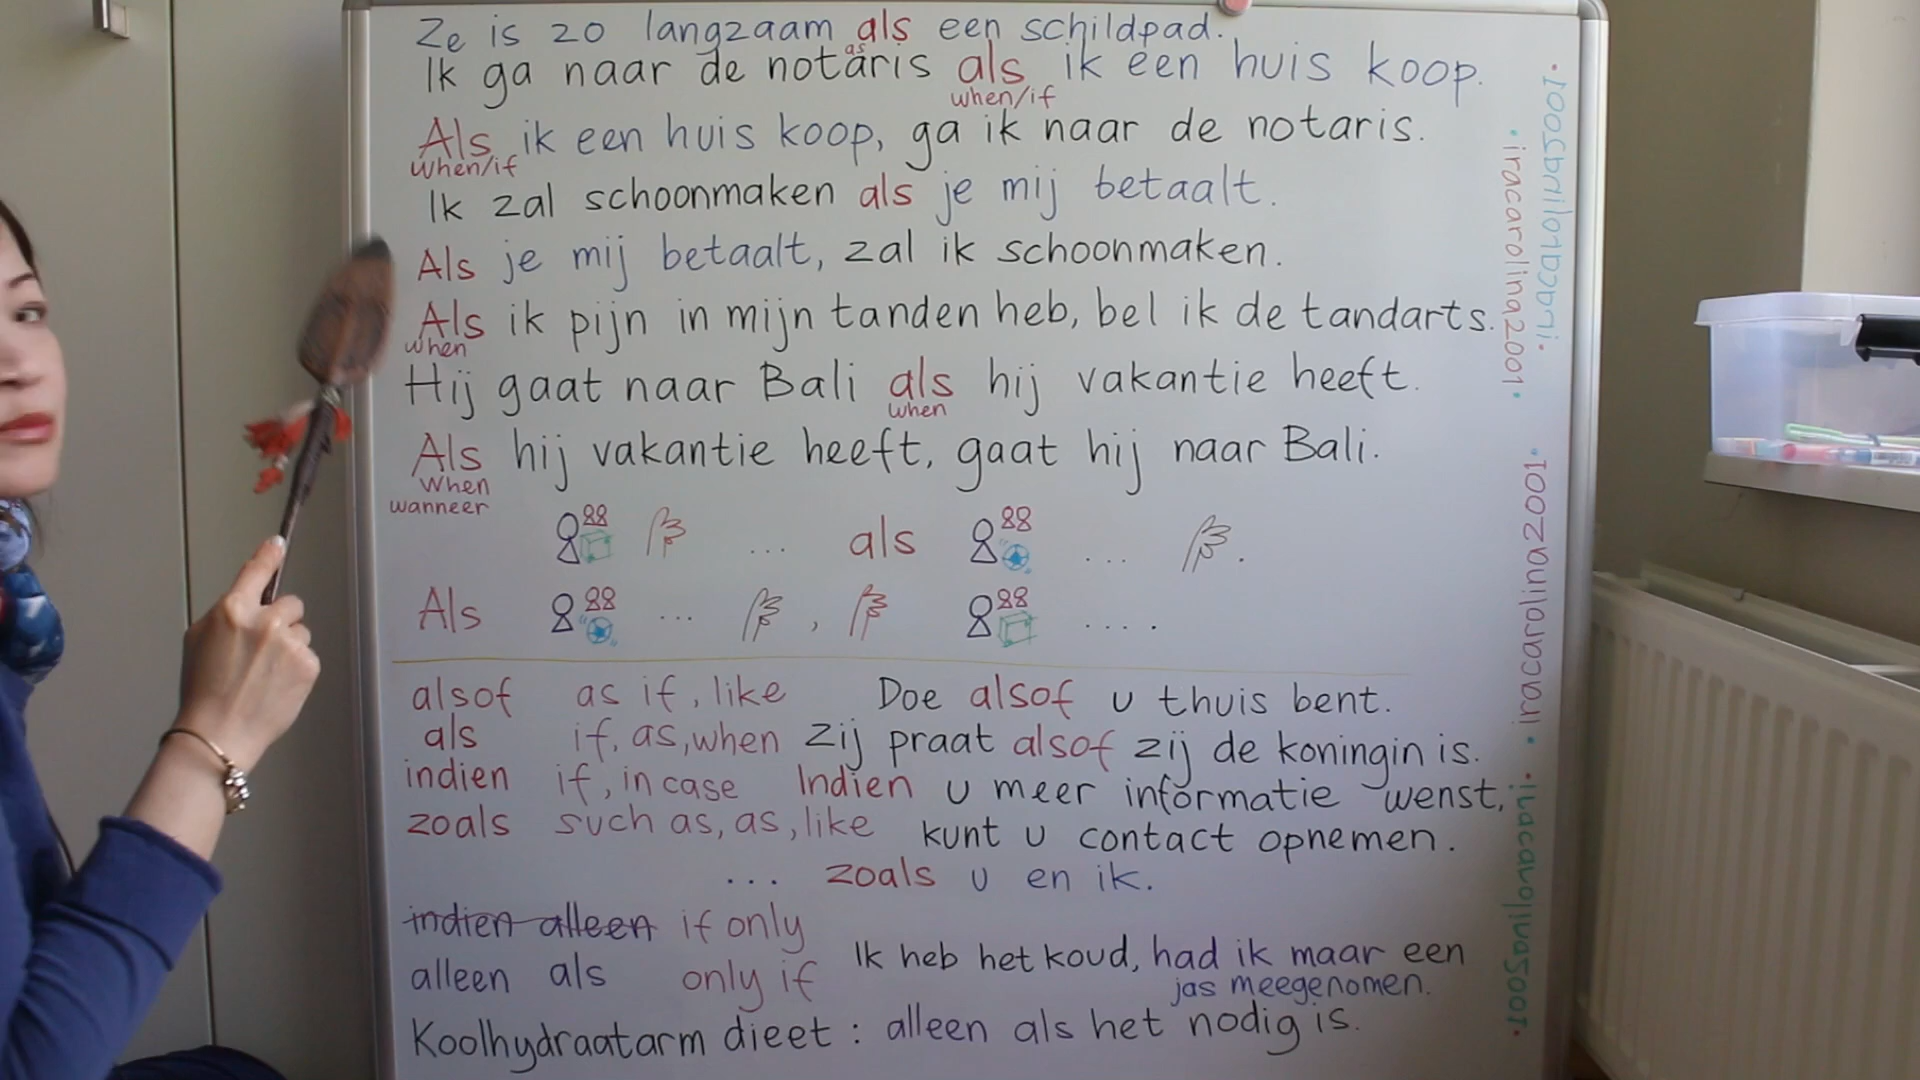 Ze is zo langzaam als een schildpad.
as
Ik ga naar de notaris als ik een huis koop.
when/if
Als ik een huis koop, ga ik naar de notaris.
when/if
Ik zal schoonmaken als je mij betaalt.
Als je mij betaalt, zal ik schoonmaken.
Als ik pijn in mijn tanden heb, bel ik de tandarts.
when
Hij gaat naar Bali als hij vakantie heeft.
when
Als hij vakantie heeft, gaat hij naar Bali.
When
wanneer
... als ... .
Als ... , ... .
alsof as if, like Doe alsof u thuis bent.
als if, as, when Zij praat alsof zij de koningin is.
indien if, in case Indien u meer informatie wenst,
zoals such as, as, like kunt u contact opnemen.
... zoals u en ik.
indien alleen if only
Ik heb het koud, had ik maar een
jas meegenomen.
alleen als only if
Koolhydraatarm dieet : alleen als het nodig is.
iracarolina2001
iracarolina2001
iracarolina2001
iracarolina2001